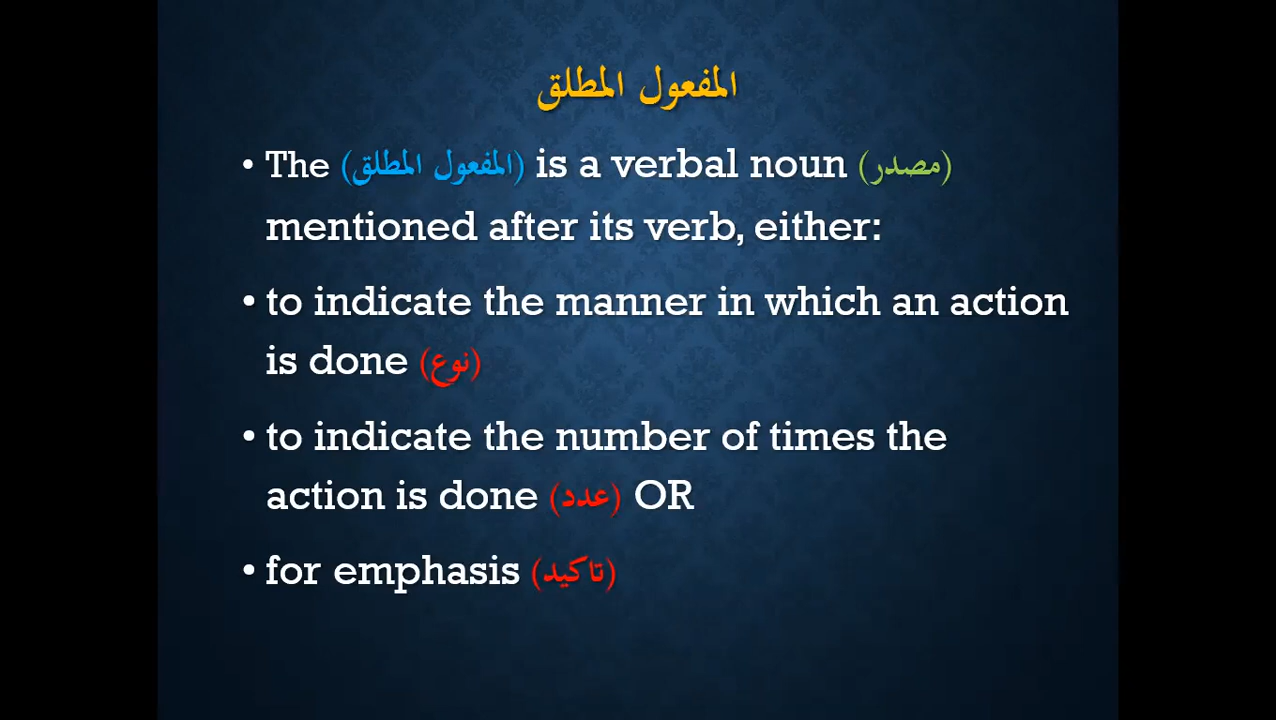 المفعول المطلق
• The (المفعول المطلق) is a verbal noun (مصدر)
mentioned after its verb, either:
• to indicate the manner in which an action
is done (نوع)
• to indicate the number of times the
action is done (عدد) OR
• for emphasis (تاكيد)